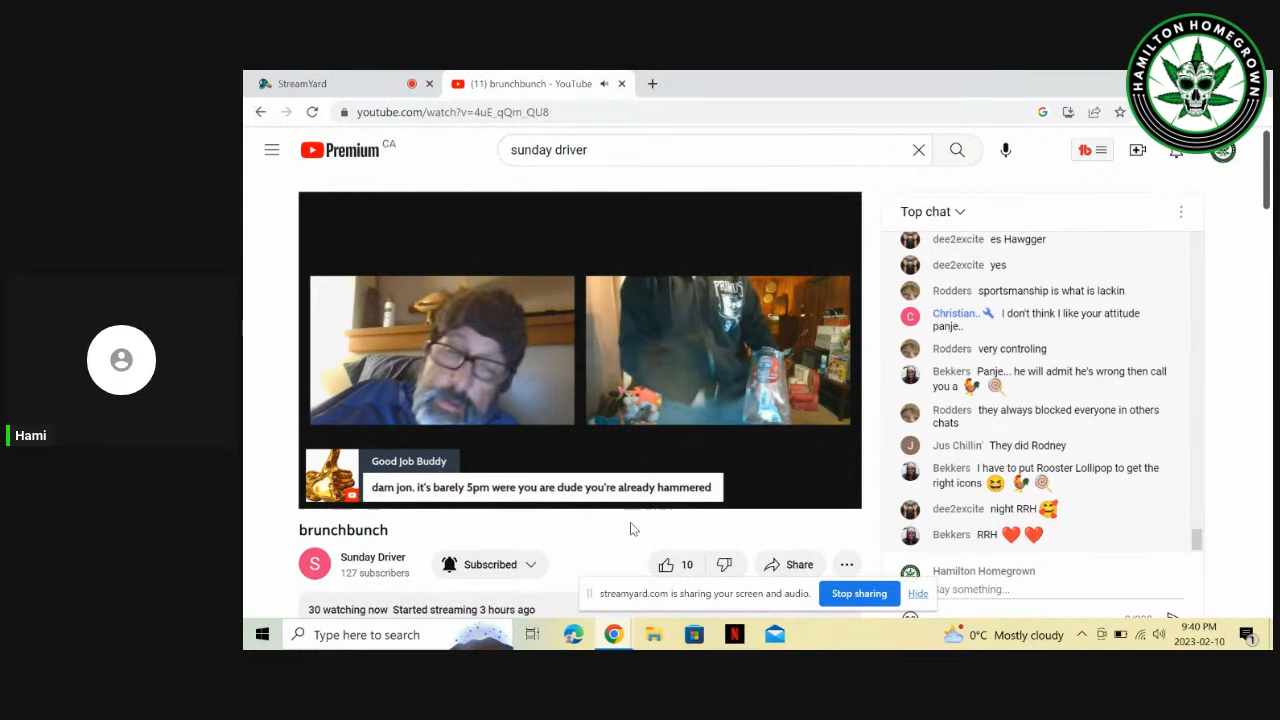 HAMILTON HOMEGROWN
StreamYard
(11) brunchbunch - YouTube
youtube.com/watch?v=4uE_qQm_QU8
Premium CA
sunday driver
Top chat
dee2excite es Hawgger
dee2excite yes
Rodders sportsmanship is what is lackin
Christian.. I don't think I like your attitude
panje..
Rodders very controling
Bekkers Panje... he will admit he's wrong then call
you a
Rodders they always blocked everyone in others
chats
Jus Chillin' They did Rodney
Bekkers I have to put Rooster Lollipop to get the
right icons
dee2excite night RRH
Bekkers RRH
Hamilton Homegrown
Say something...
PRIMUS
Good Job Buddy
dam jon. it's barely 5pm were you are dude you're already hammered
brunchbunch
S
Sunday Driver
127 subscribers
Subscribed
10
Share
30 watching now Started streaming 3 hours ago
streamyard.com is sharing your screen and audio.
Stop sharing
Hide
Hami
Type here to search
0°C Mostly cloudy
9:40 PM
2023-02-10